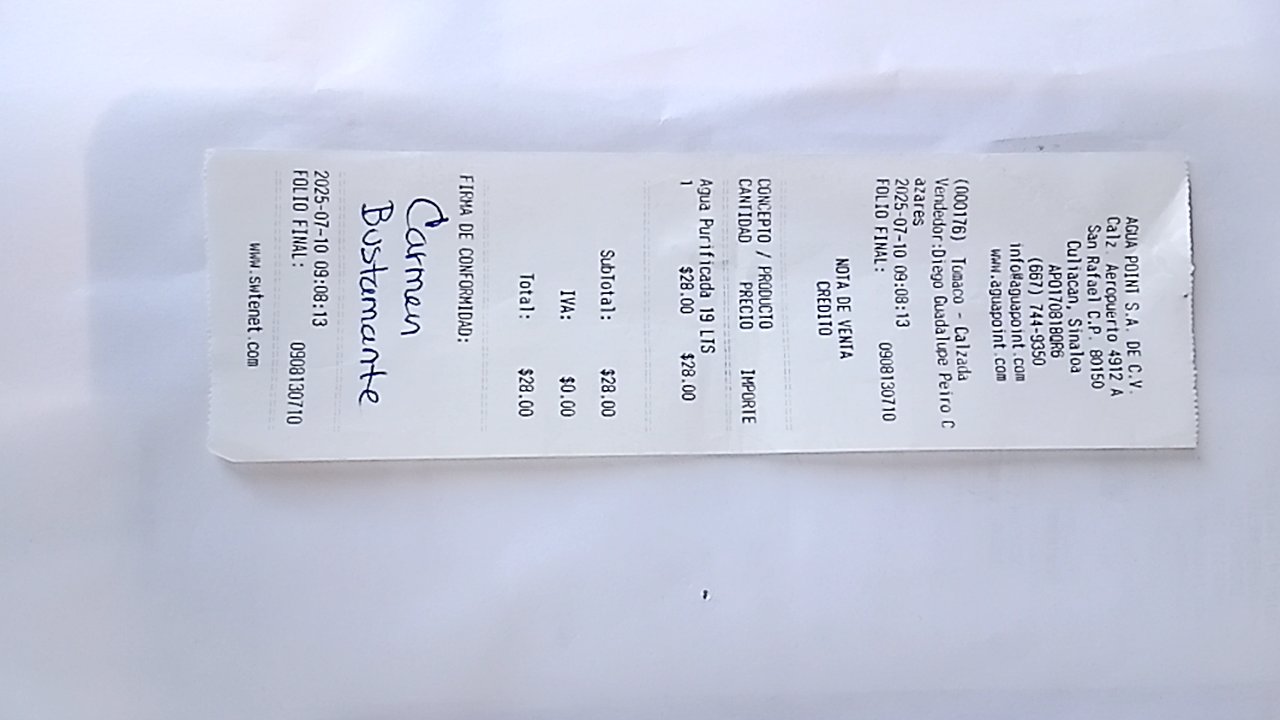 AGUA POINT S.A. DE C.V.
Calz. Aeropuerto 4912 A
San Rafael C.P. 80150
Culiacan, Sinaloa
APO170818QR6
(667) 744-9350
info@aguapoint.com
www.aguapoint.com
(000176) Tomaco - Calzada
Vendedor:Diego Guadalupe Peiro C
azares
2025-07-10 09:08:13
FOLIO FINAL: 0908130710
NOTA DE VENTA
CREDITO
CONCEPTO / PRODUCTO
CANTIDAD PRECIO IMPORTE
Agua Purificada 19 LTS
1 $28.00 $28.00
SubTotal: $28.00
IVA: $0.00
Total: $28.00
FIRMA DE CONFORMIDAD:
Carmen
Bustamante
2025-07-10 09:08:13
FOLIO FINAL: 0908130710
www.swtenet.com